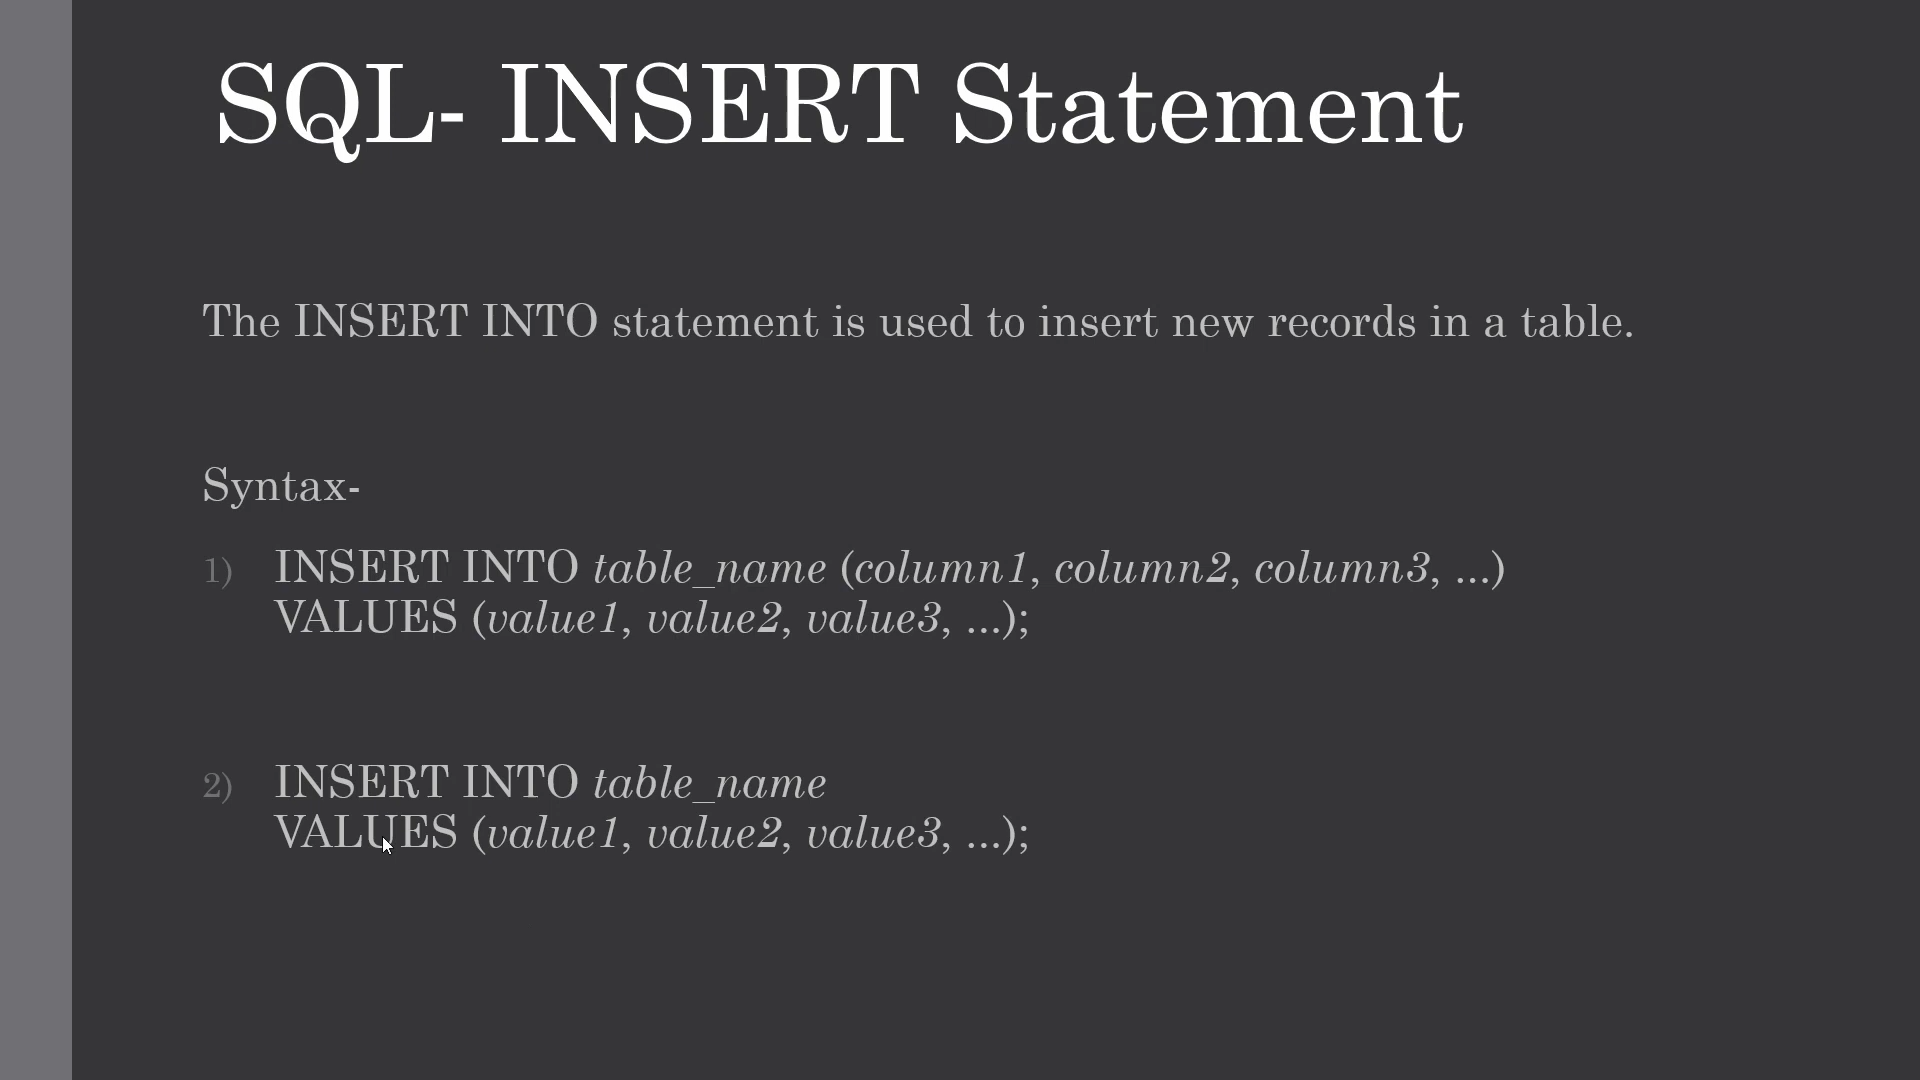 SQL- INSERT Statement
The INSERT INTO statement is used to insert new records in a table.
Syntax-
1) INSERT INTO table_name (column1, column2, column3, ...)
VALUES (value1, value2, value3, ...);
2) INSERT INTO table_name
VALUES (value1, value2, value3, ...);